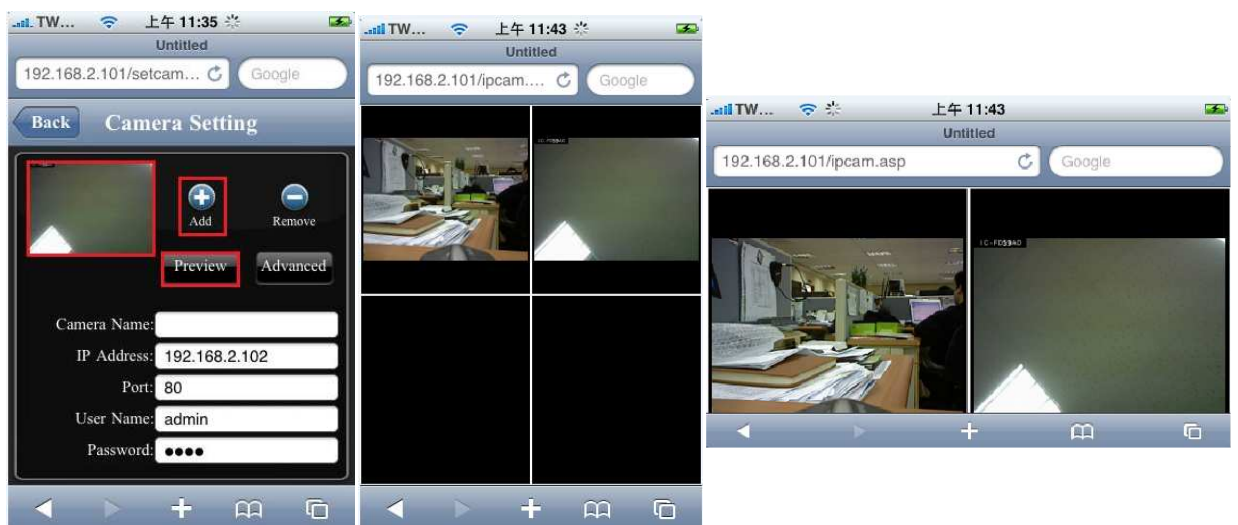 TW... 上午 11:35
Untitled
192.168.2.101/setcam... Google
Back Camera Setting
Add Remove
Preview Advanced
Camera Name:
IP Address: 192.168.2.102
Port: 80
User Name: admin
Password: ●●●●
TW... 上午 11:43
Untitled
192.168.2.101/ipcam.... Google
TW... 上午 11:43
Untitled
192.168.2.101/ipcam.asp Google